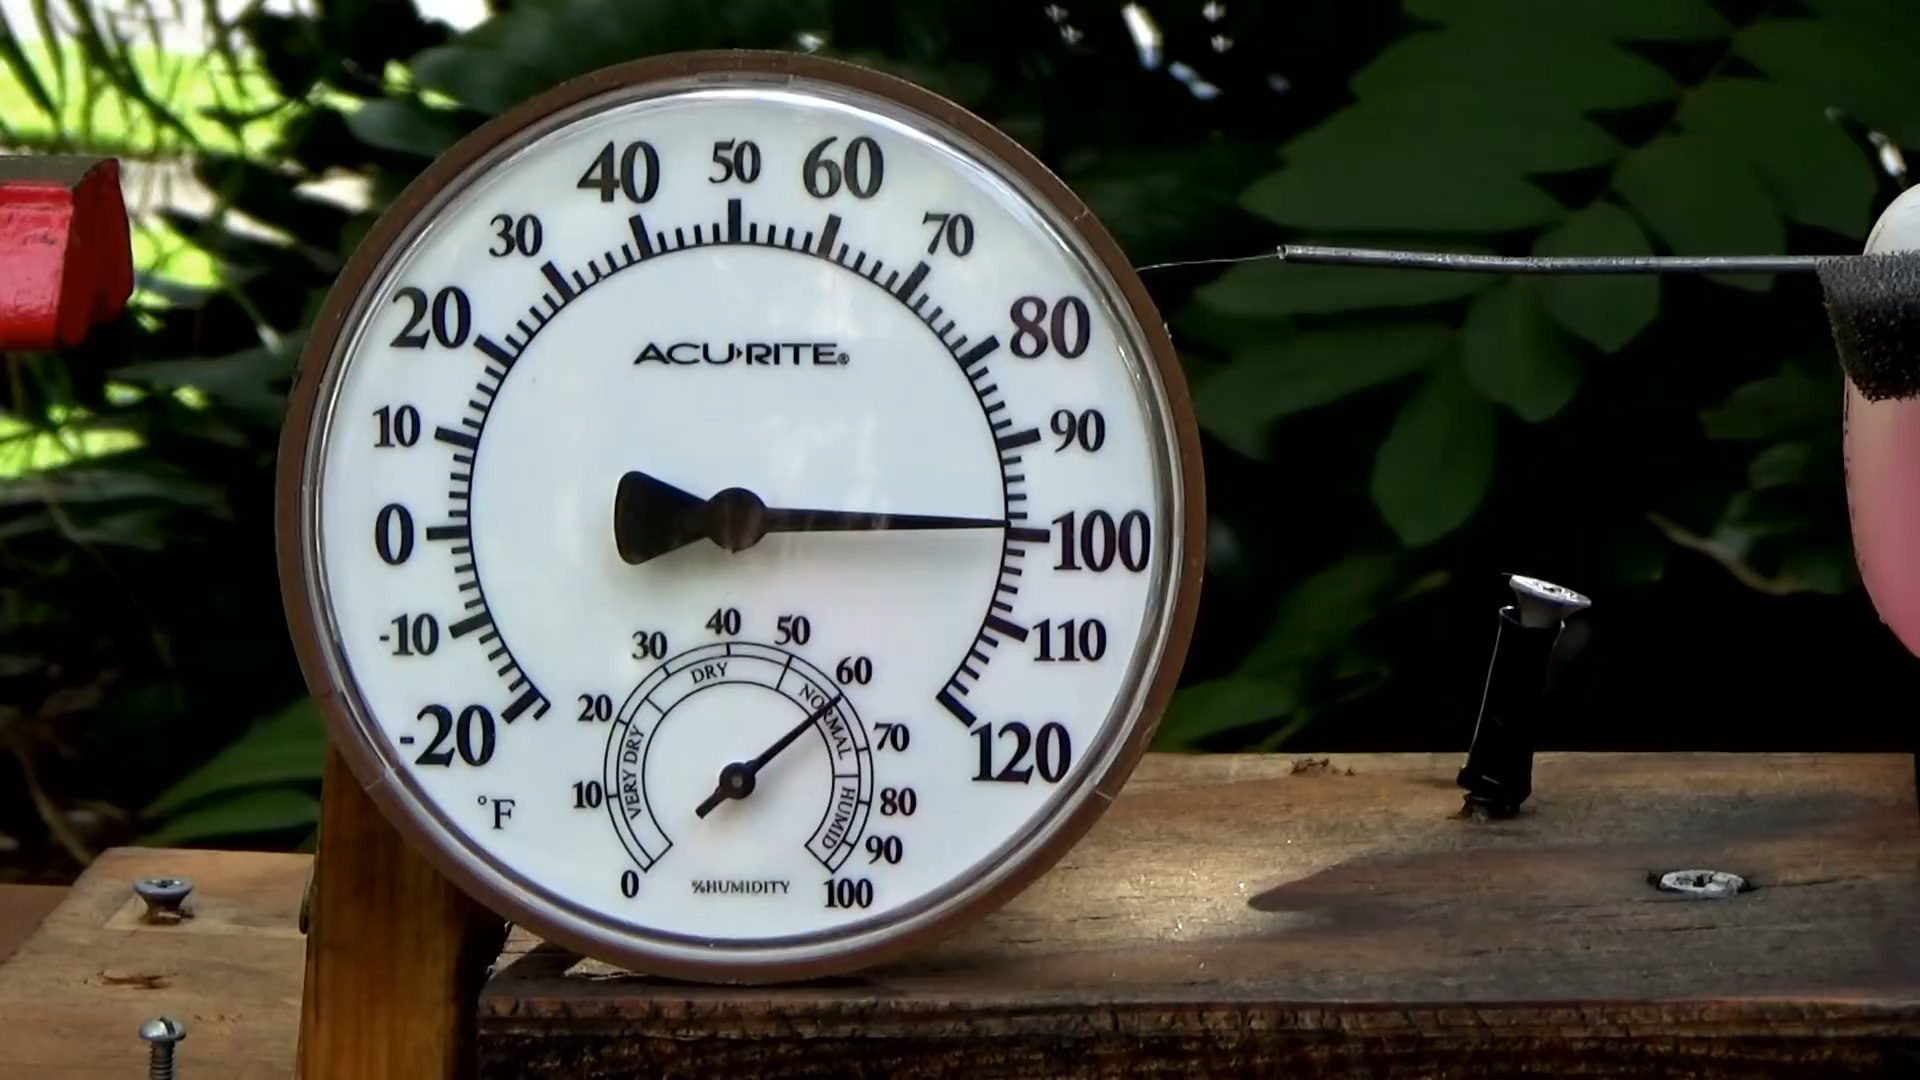 40 50 60
30 70
20 80
ACU›RITE®
10 90
0 100
-10 110
-20 120
°F
30 40 50 60
20 70
10 80
90
0 100
VERY DRY DRY NORMAL HUMID
%HUMIDITY